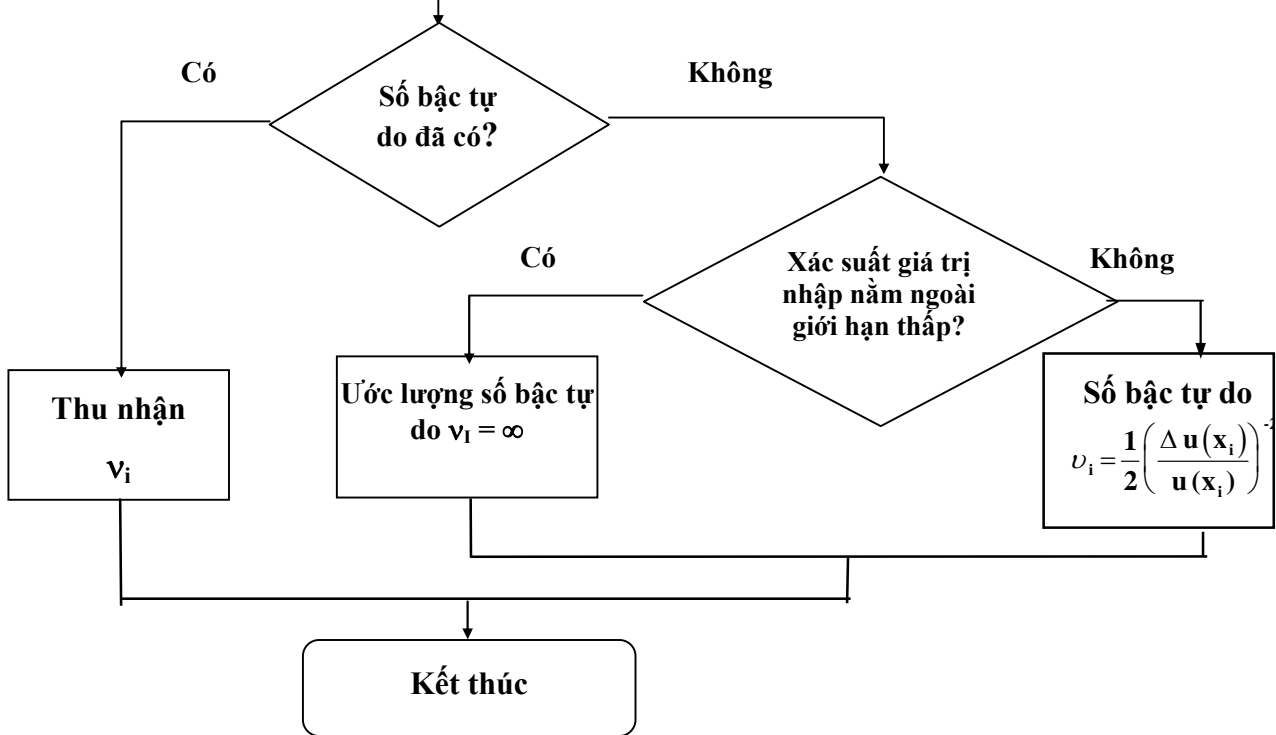 Có
Không
Số bậc tự
do đã có?
Có
Không
Xác suất giá trị
nhập nằm ngoài
giới hạn thấp?
Thu nhận
νi
Ước lượng số bậc tự
do νI = ∞
Số bậc tự do
υi = 1/2 (Δ u(xi) / u(xi))^-2
Kết thúc